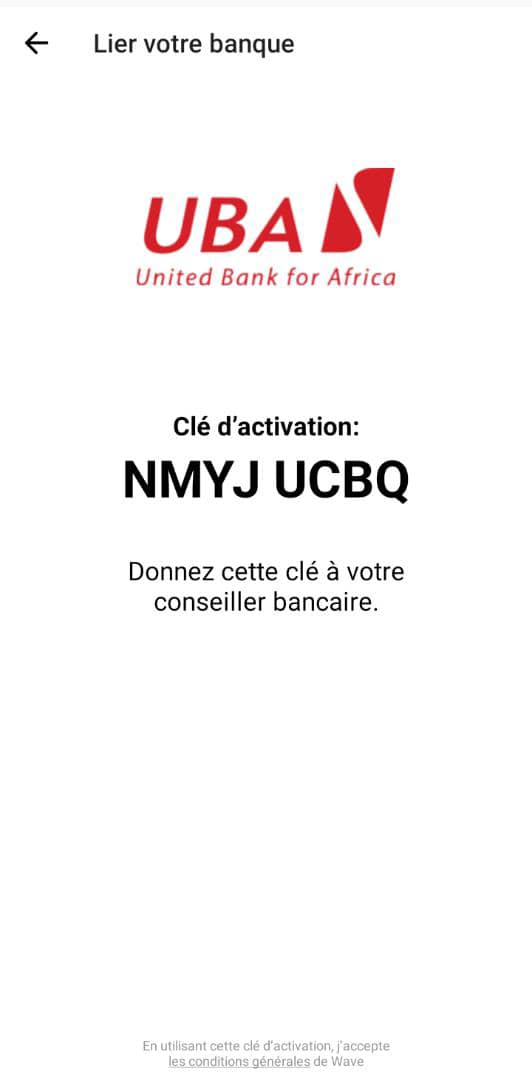 Lier votre banque
UBA
United Bank for Africa
Clé d’activation:
NMYJ UCBQ
Donnez cette clé à votre
conseiller bancaire.
En utilisant cette clé d’activation, j’accepte
les conditions générales de Wave